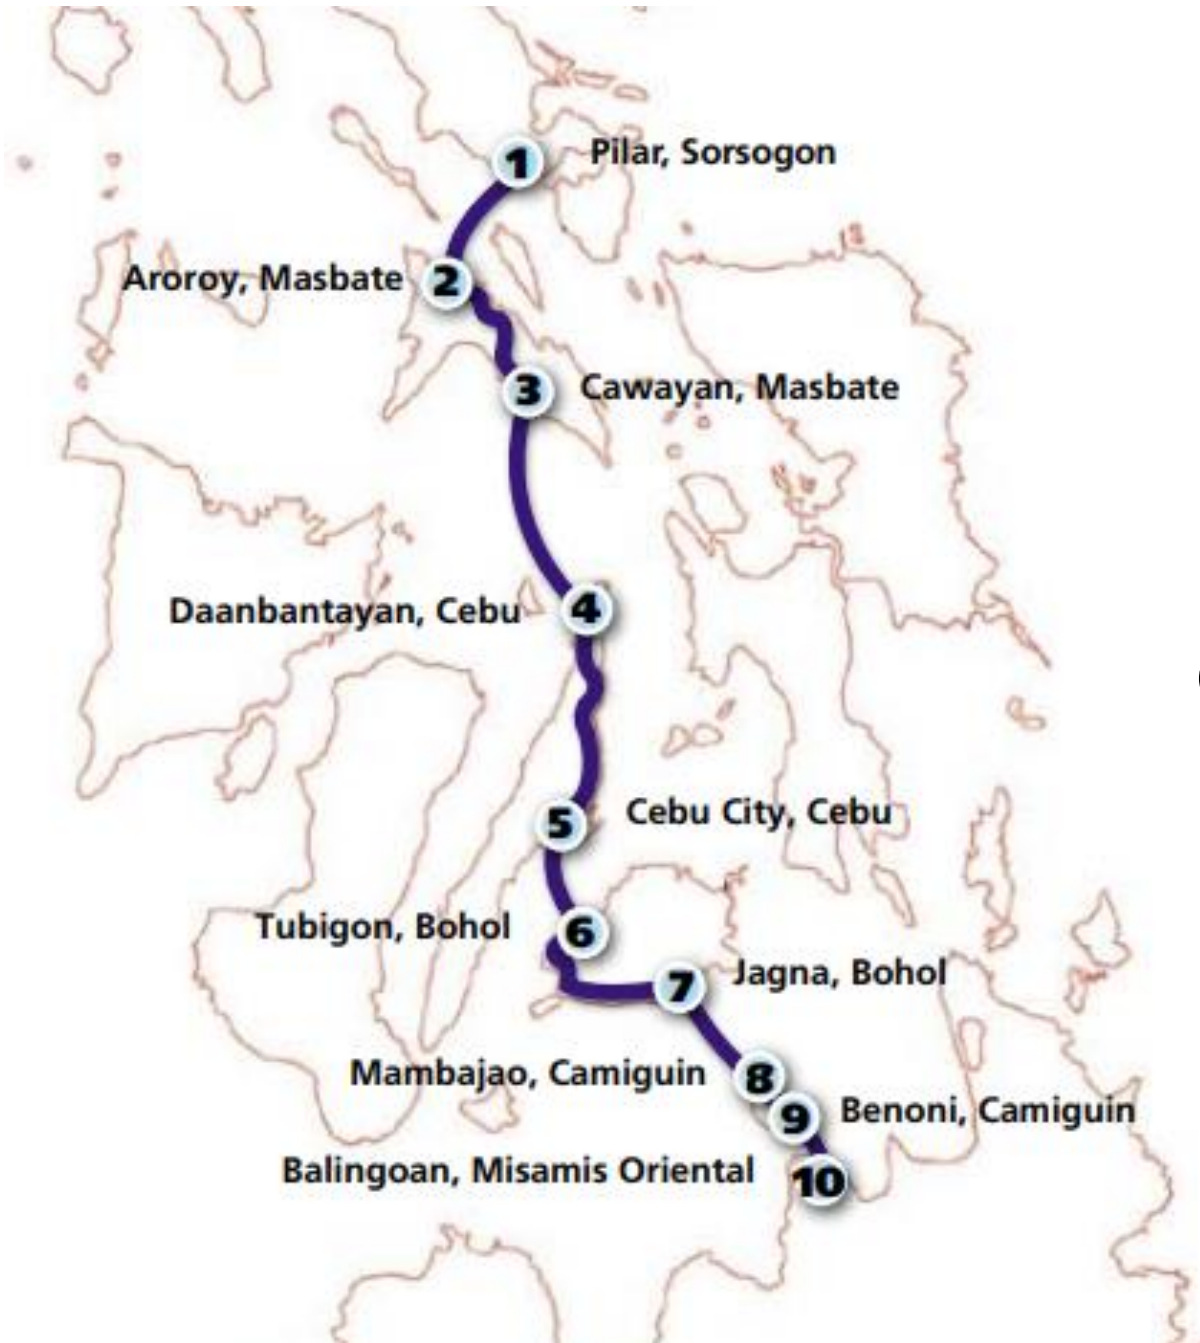 1 Pilar, Sorsogon
Aroroy, Masbate 2
3 Cawayan, Masbate
Daanbantayan, Cebu 4
5 Cebu City, Cebu
Tubigon, Bohol 6
7 Jagna, Bohol
Mambajao, Camiguin 8
9 Benoni, Camiguin
Balingoan, Misamis Oriental 10